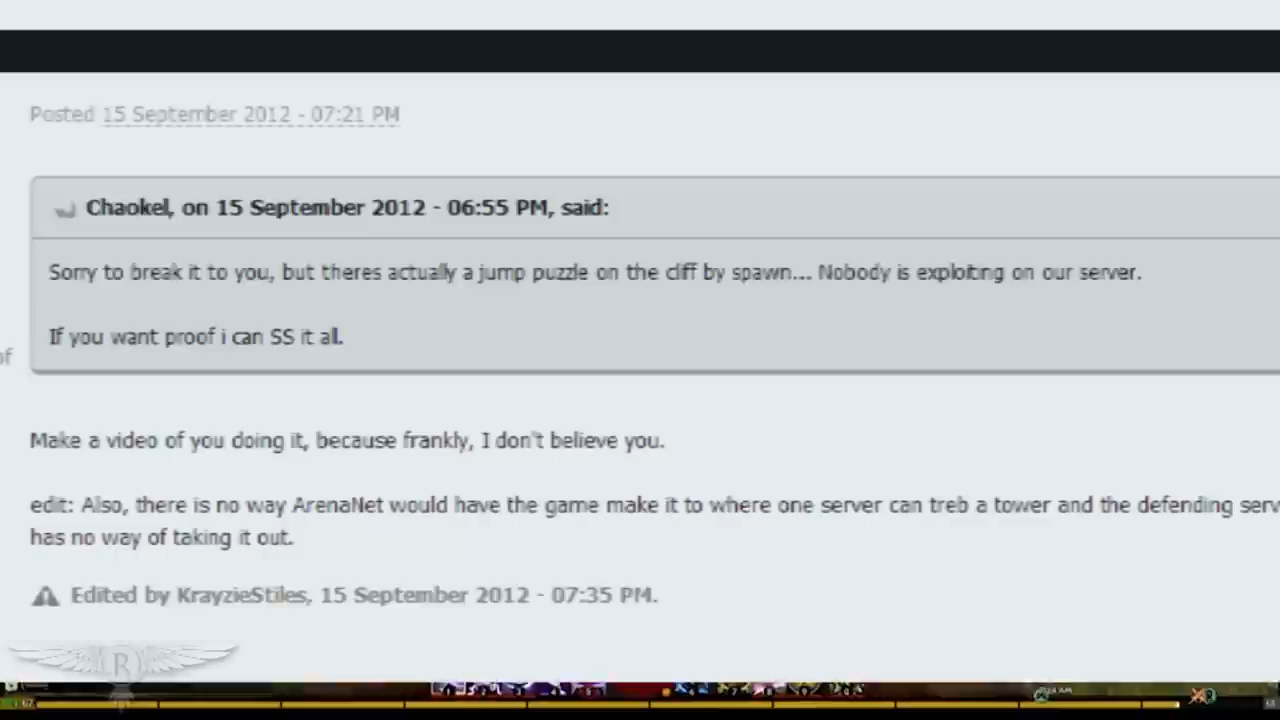 Posted 15 September 2012 - 07:21 PM
Chaokel, on 15 September 2012 - 06:55 PM, said:
Sorry to break it to you, but theres actually a jump puzzle on the cliff by spawn... Nobody is exploiting on our server.
If you want proof i can SS it all.
of
Make a video of you doing it, because frankly, I don't believe you.
edit: Also, there is no way ArenaNet would have the game make it to where one server can treb a tower and the defending serv
has no way of taking it out.
Edited by KrayzieStiles, 15 September 2012 - 07:35 PM.
R